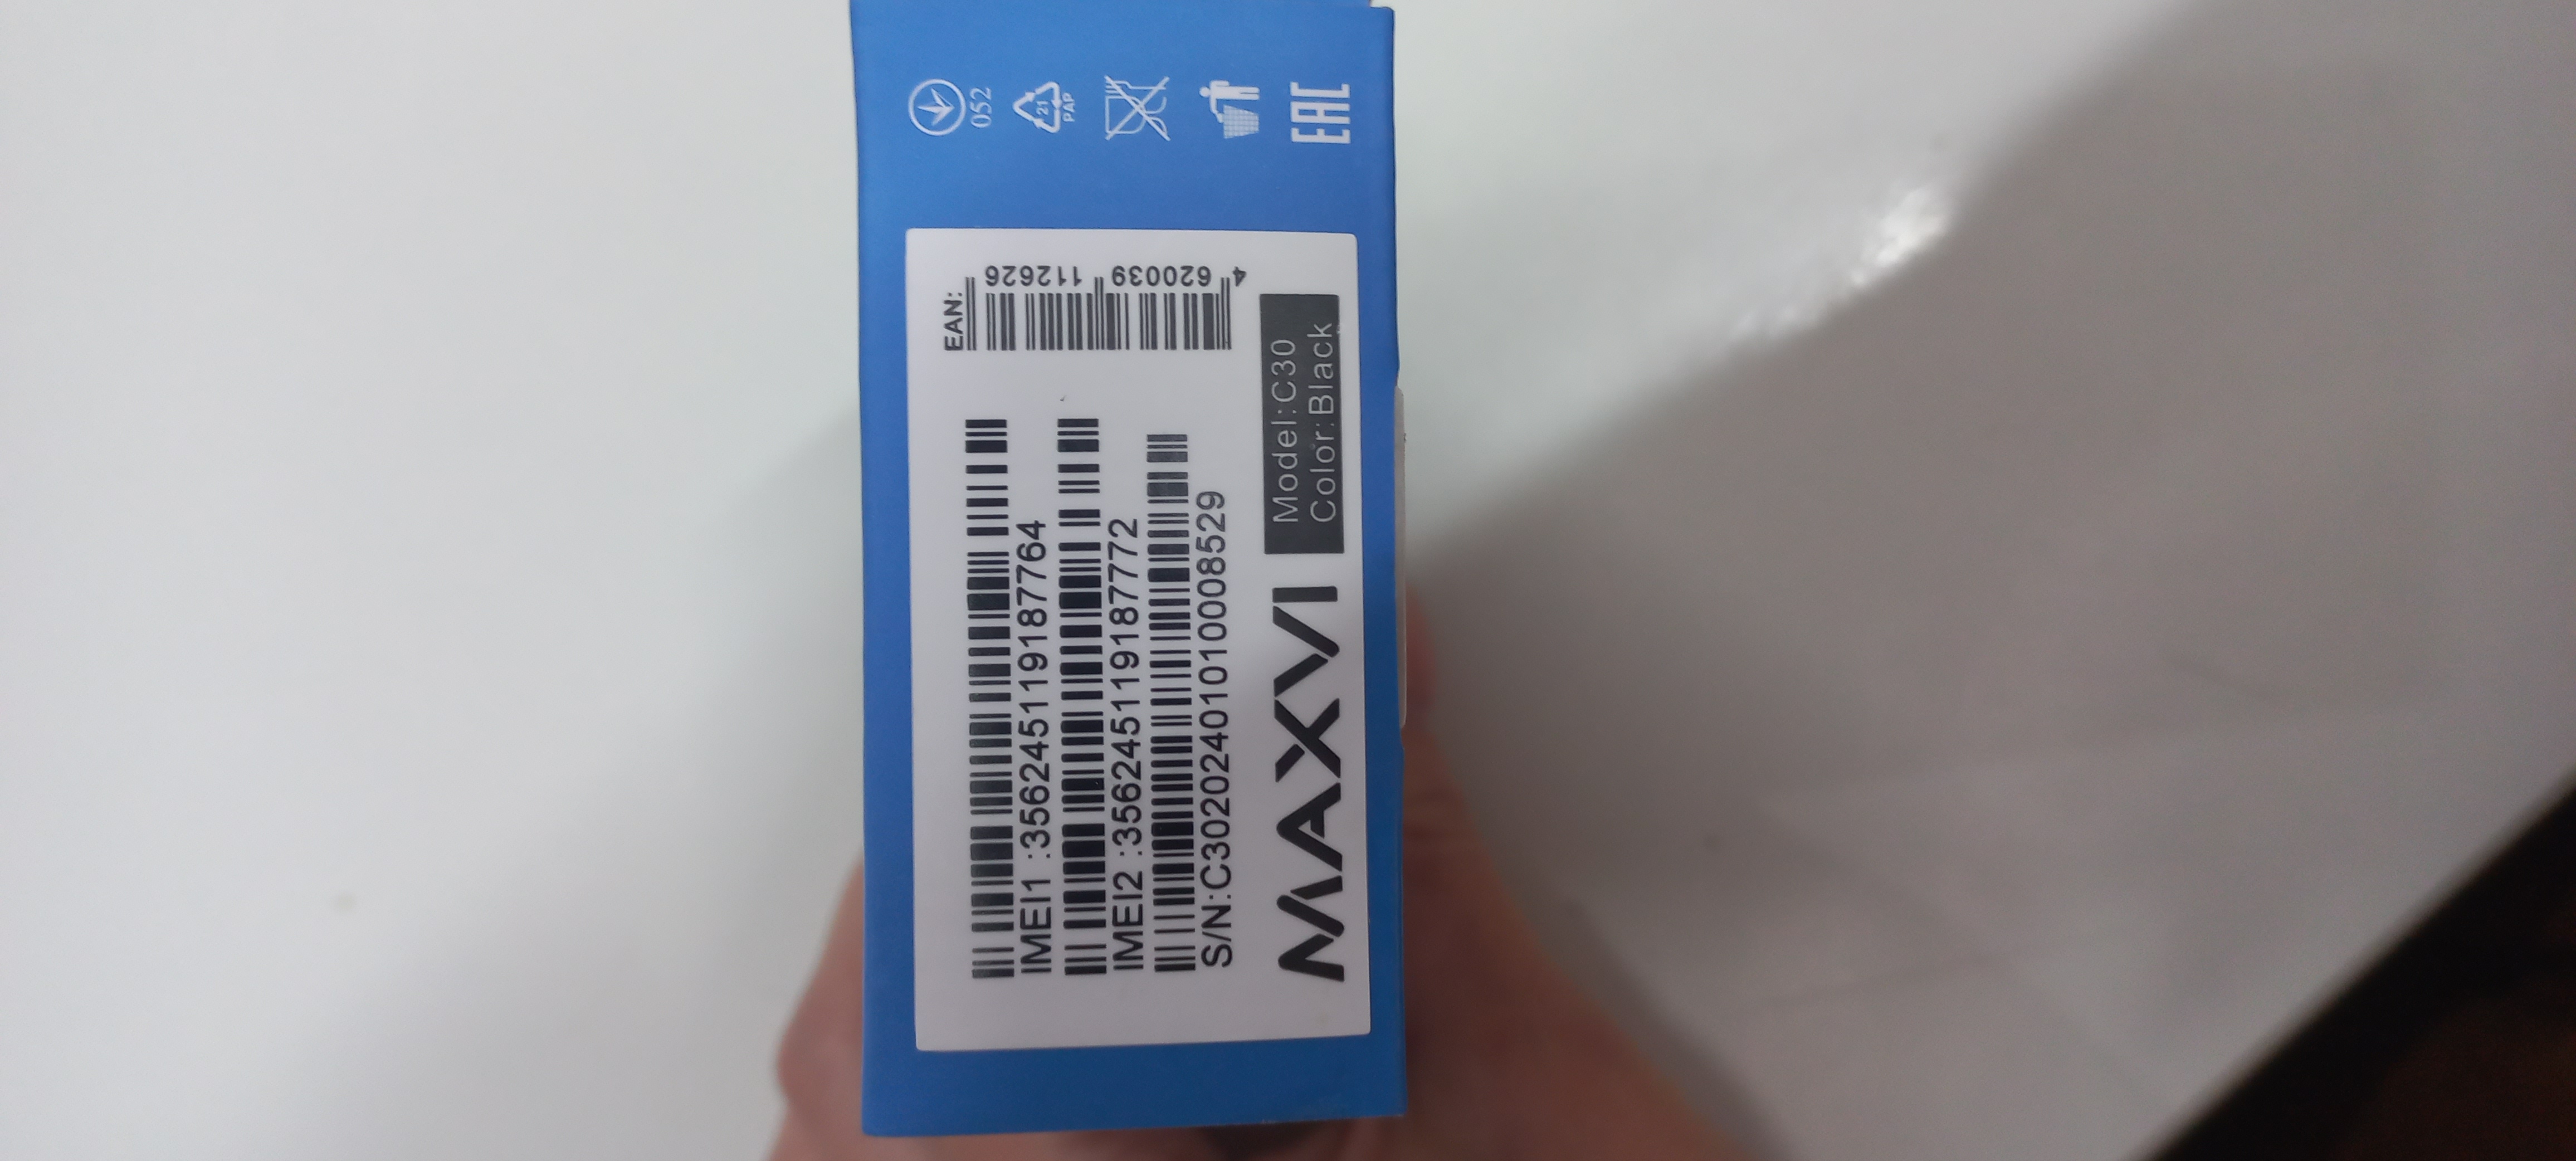 IMEI1 :356245119187764
IMEI2 :356245119187772
S/N:C30202401010008529
MAXVI
Model:C30
Color:Black
EAN:
4 620039 112626
052
21
PAP
EAC